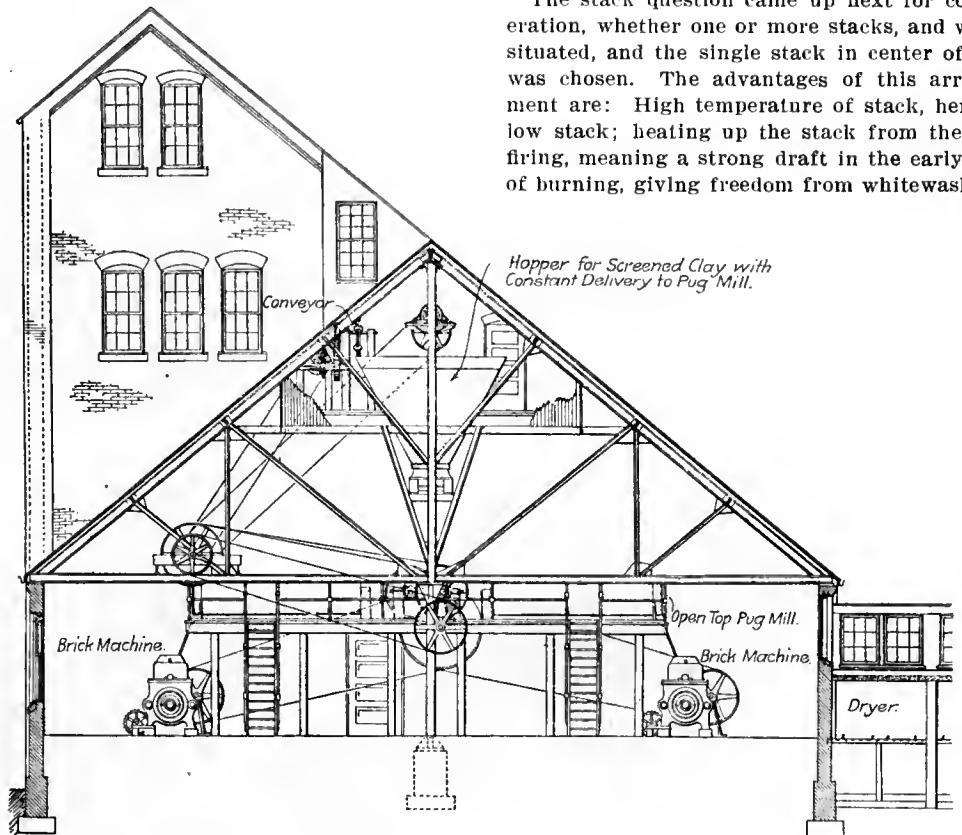 The stack question came up next for co
eration, whether one or more stacks, and w
situated, and the single stack in center of
was chosen. The advantages of this arr
ment are: High temperature of stack, her
low stack; heating up the stack from the
firing, meaning a strong draft in the early
of burning, giving freedom from whitewas
Hopper for Screened Clay with
Constant Delivery to Pug Mill.
Conveyor
Open Top Pug Mill.
Brick Machine.
Brick Machine.
Dryer.